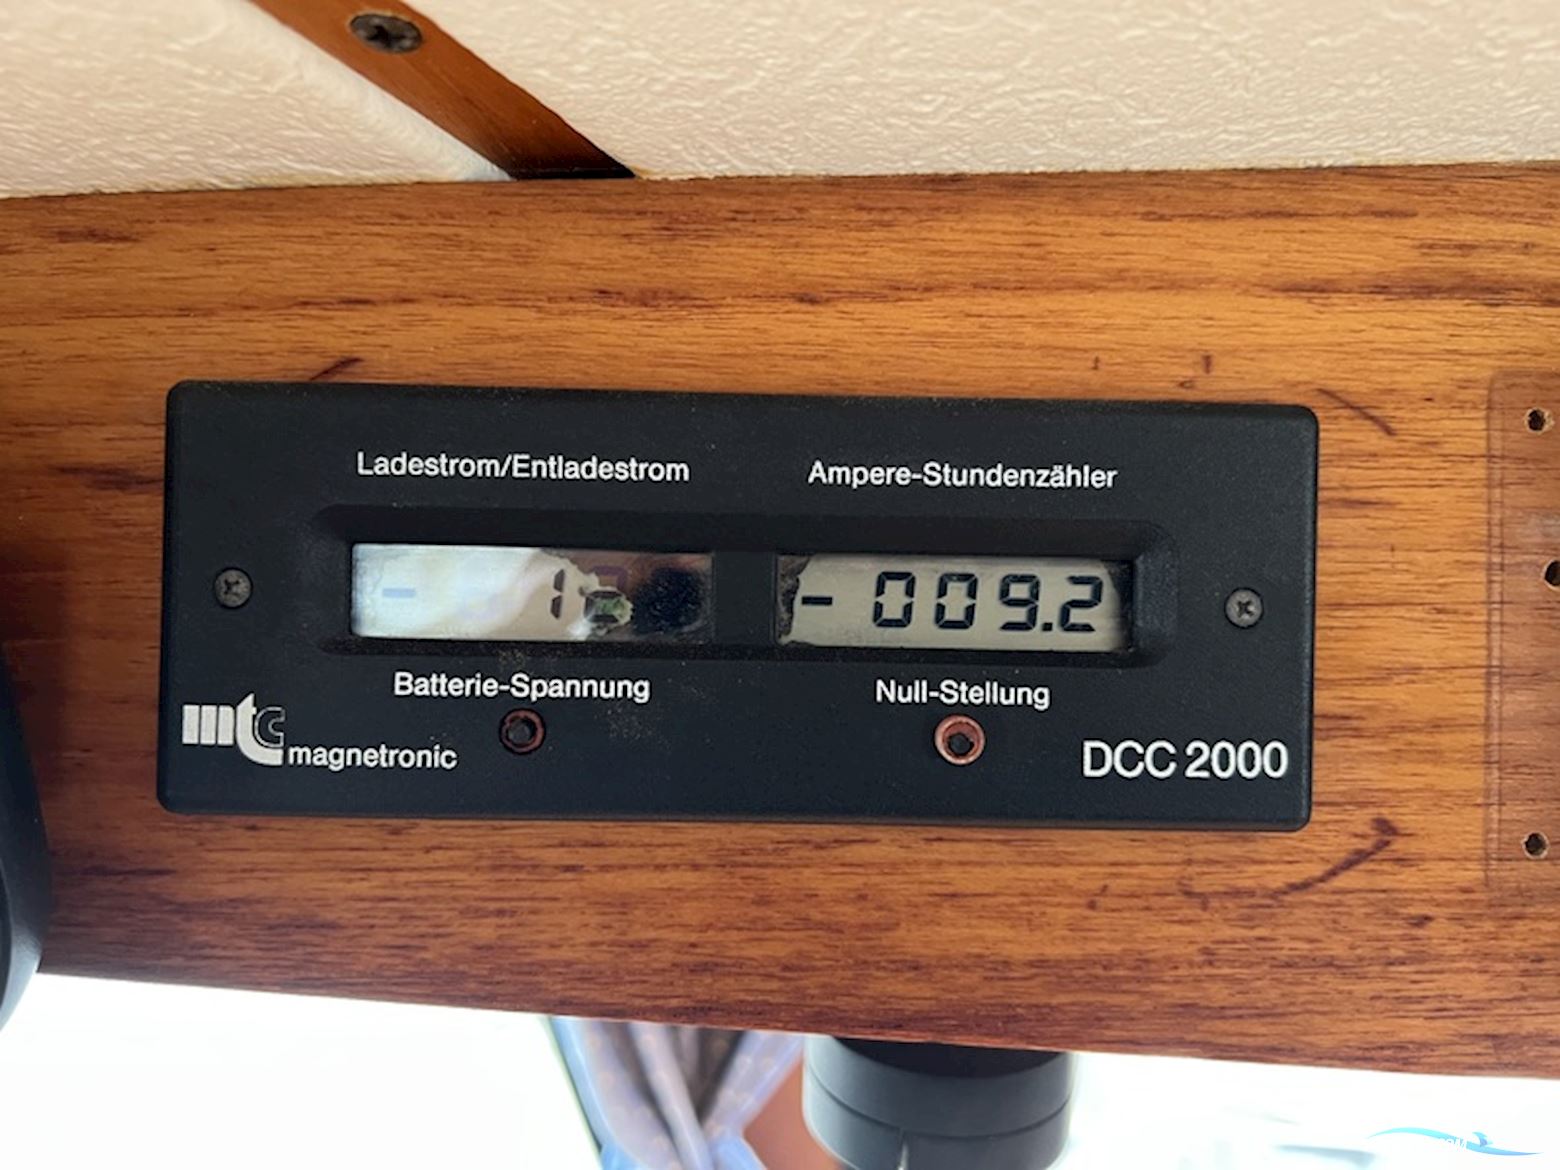 Ladestrom/Entladestrom
Ampere-Stundenzähler
- 009.2
Batterie-Spannung
Null-Stellung
mtc magnetronic
DCC 2000